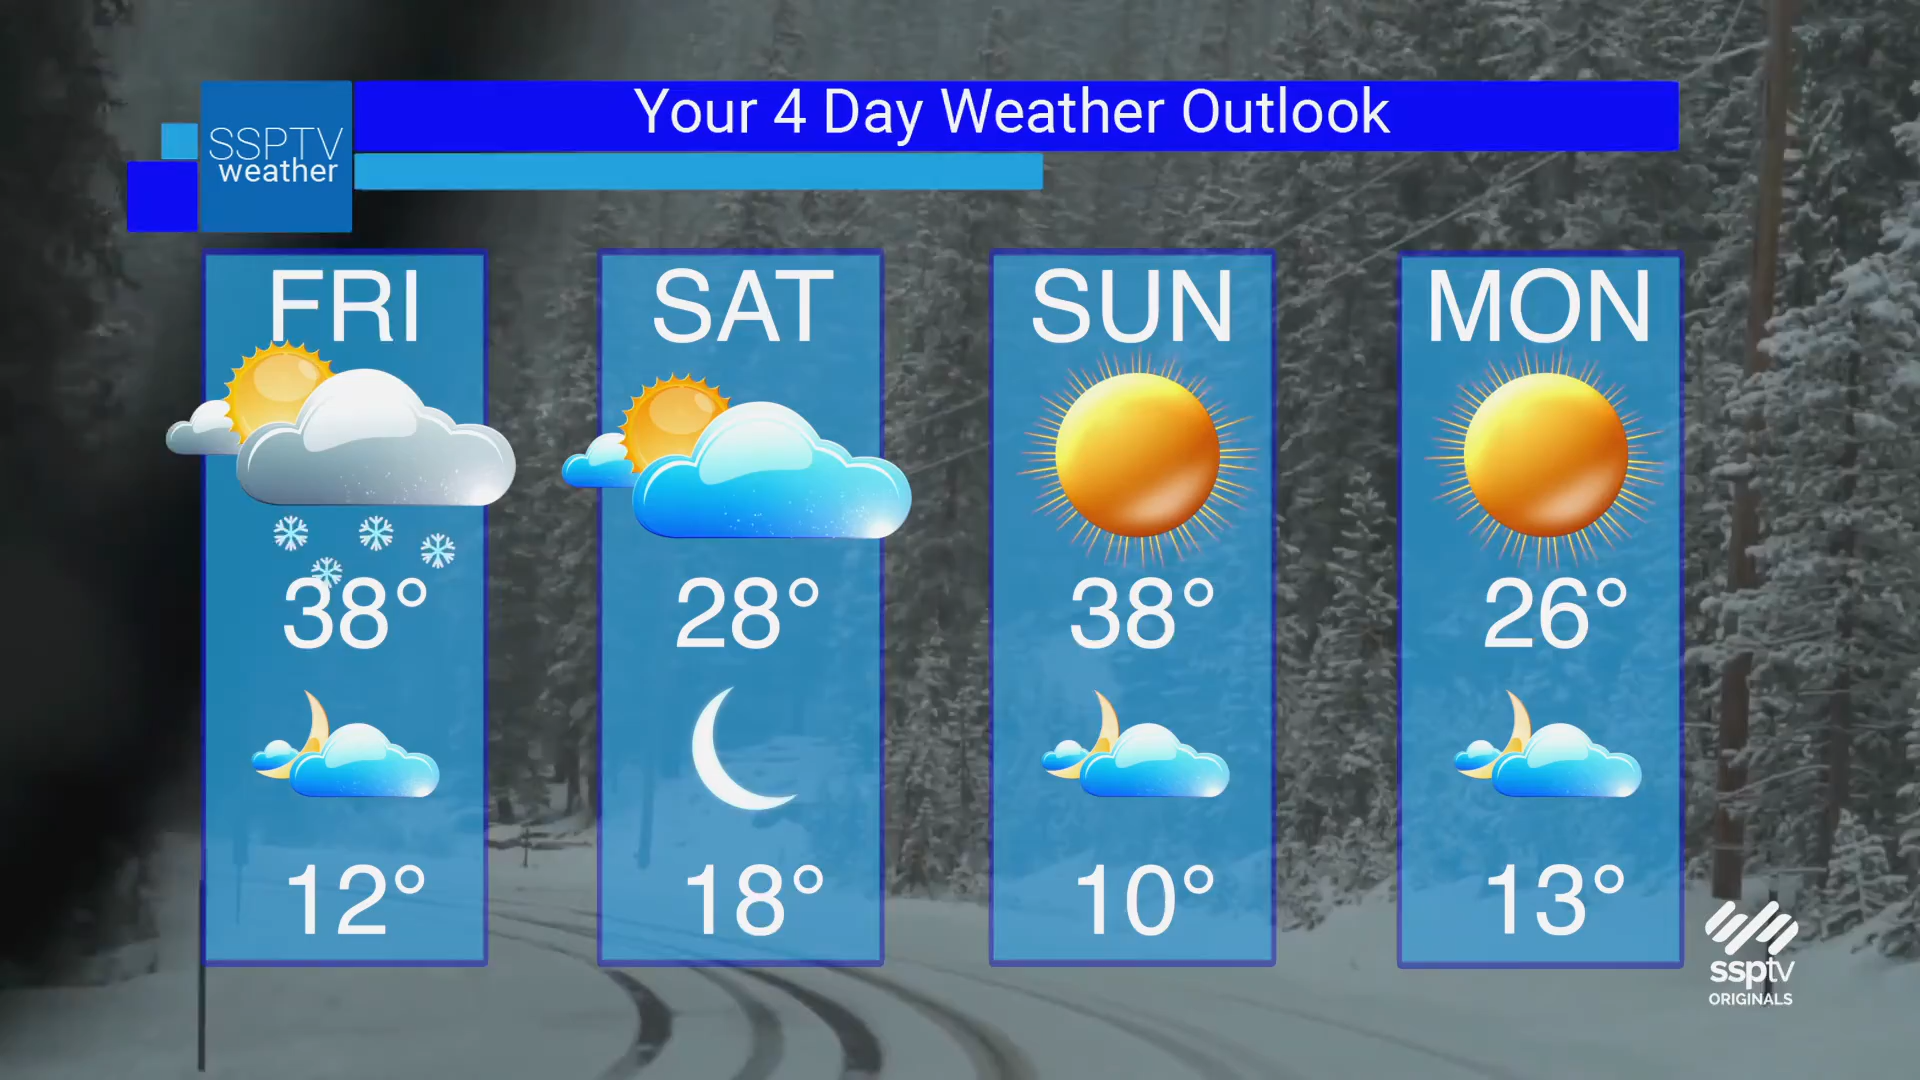 Your 4 Day Weather Outlook
SSPTV
weather
FRI
38°
12°
SAT
28°
18°
SUN
38°
10°
MON
26°
13°
ssptv
ORIGINALS